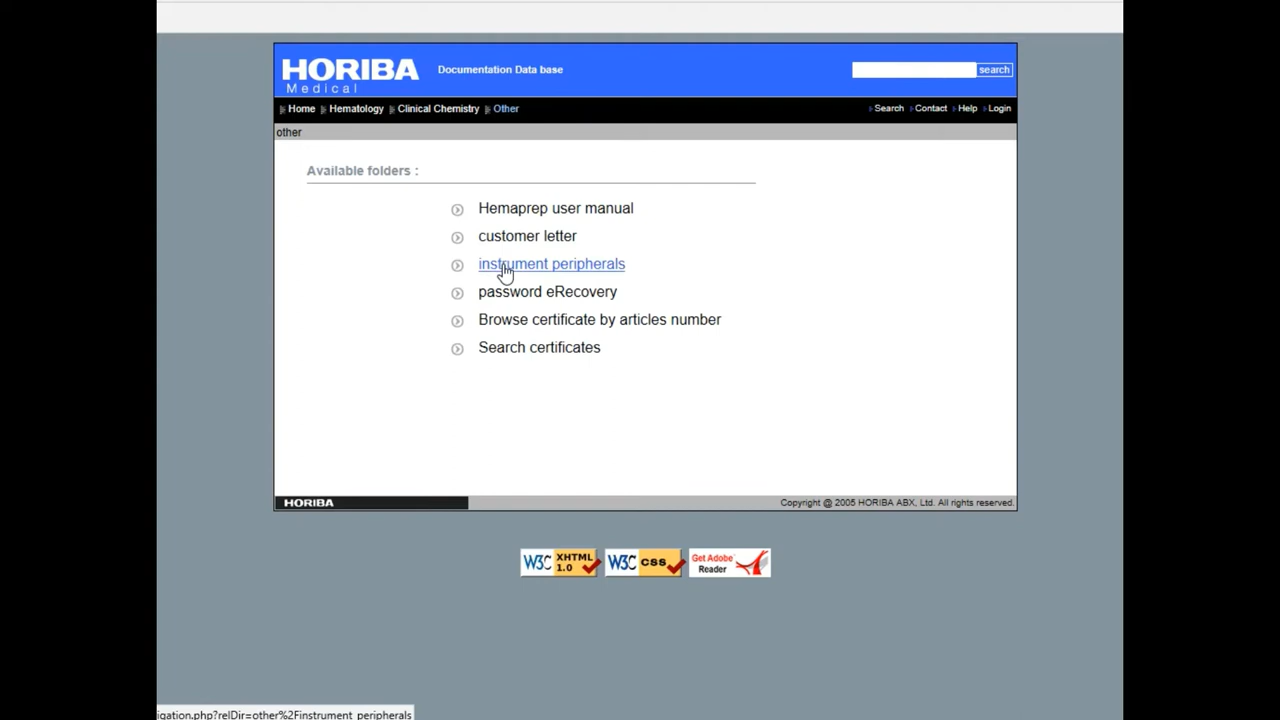 HORIBA
Medical
Documentation Data base
search
Home Hematology Clinical Chemistry Other
Search Contact Help Login
other
Available folders :
Hemaprep user manual
customer letter
instrument peripherals
password eRecovery
Browse certificate by articles number
Search certificates
HORIBA
Copyright @ 2005 HORIBA ABX, Ltd. All rights reserved.
W3C XHTML 1.0
W3C CSS
Get Adobe Reader
igation.php?relDir=other%2Finstrument_peripherals